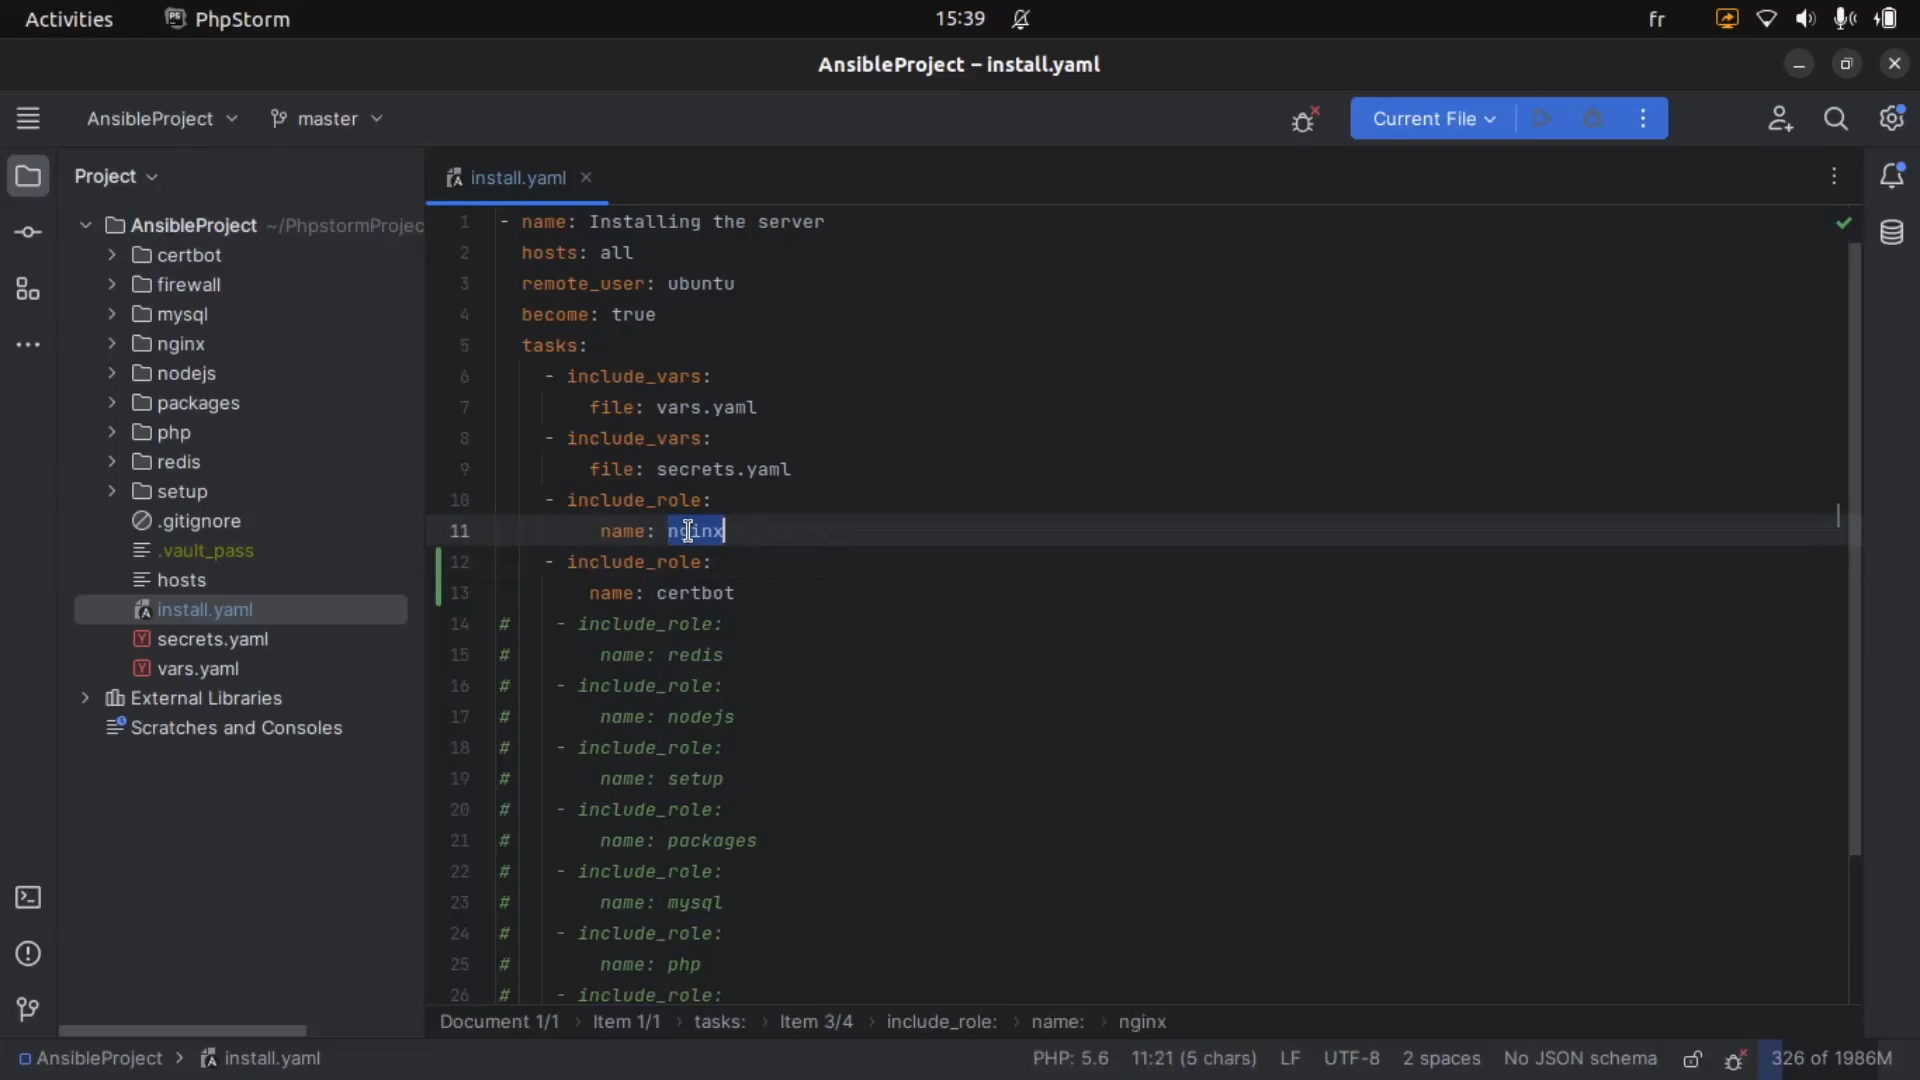 Activities
PhpStorm
15:39
fr
AnsibleProject – install.yaml
AnsibleProject
master
Current File
Project
install.yaml
AnsibleProject ~/PhpstormProjec
certbot
firewall
mysql
nginx
nodejs
packages
php
redis
setup
.gitignore
.vault_pass
hosts
install.yaml
secrets.yaml
vars.yaml
External Libraries
Scratches and Consoles
1 - name: Installing the server
2 hosts: all
3 remote_user: ubuntu
4 become: true
5 tasks:
6 - include_vars:
7 file: vars.yaml
8 - include_vars:
9 file: secrets.yaml
10 - include_role:
11 name: nginx
12 - include_role:
13 name: certbot
14 # - include_role:
15 # name: redis
16 # - include_role:
17 # name: nodejs
18 # - include_role:
19 # name: setup
20 # - include_role:
21 # name: packages
22 # - include_role:
23 # name: mysql
24 # - include_role:
25 # name: php
26 # - include_role:
Document 1/1 › Item 1/1 › tasks: › Item 3/4 › include_role: › name: › nginx
AnsibleProject › install.yaml
PHP: 5.6 11:21 (5 chars) LF UTF-8 2 spaces No JSON schema 326 of 1986M